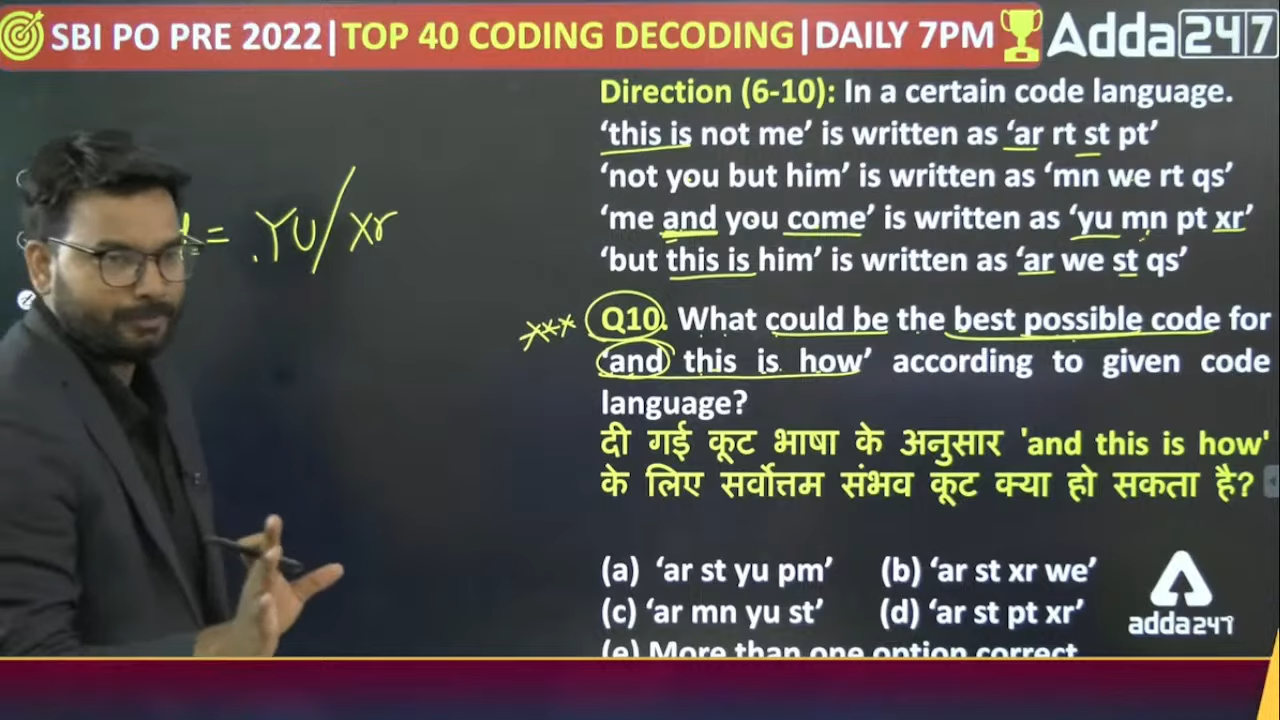 SBI PO PRE 2022|TOP 40 CODING DECODING|DAILY 7PM
Adda247
Direction (6-10): In a certain code language.
‘this is not me’ is written as ‘ar rt st pt’
‘not you but him’ is written as ‘mn we rt qs’
‘me and you come’ is written as ‘yu mn pt xr’
‘but this is him’ is written as ‘ar we st qs’
= YU/xr
Q10. What could be the best possible code for
‘and this is how’ according to given code
language?
दी गई कूट भाषा के अनुसार 'and this is how'
के लिए सर्वोत्तम संभव कूट क्या हो सकता है?
(a) ‘ar st yu pm’ (b) ‘ar st xr we’
(c) ‘ar mn yu st’ (d) ‘ar st pt xr’
(e) More than one option correct
adda247